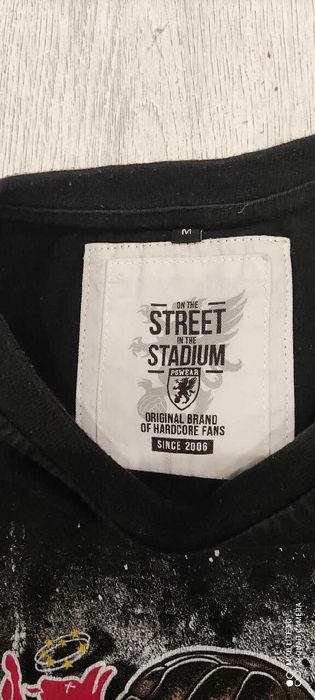 M
ON THE
STREET
IN THE
STADIUM
PGWEAR
ORIGINAL BRAND
OF HARDCORE FANS
SINCE 2006